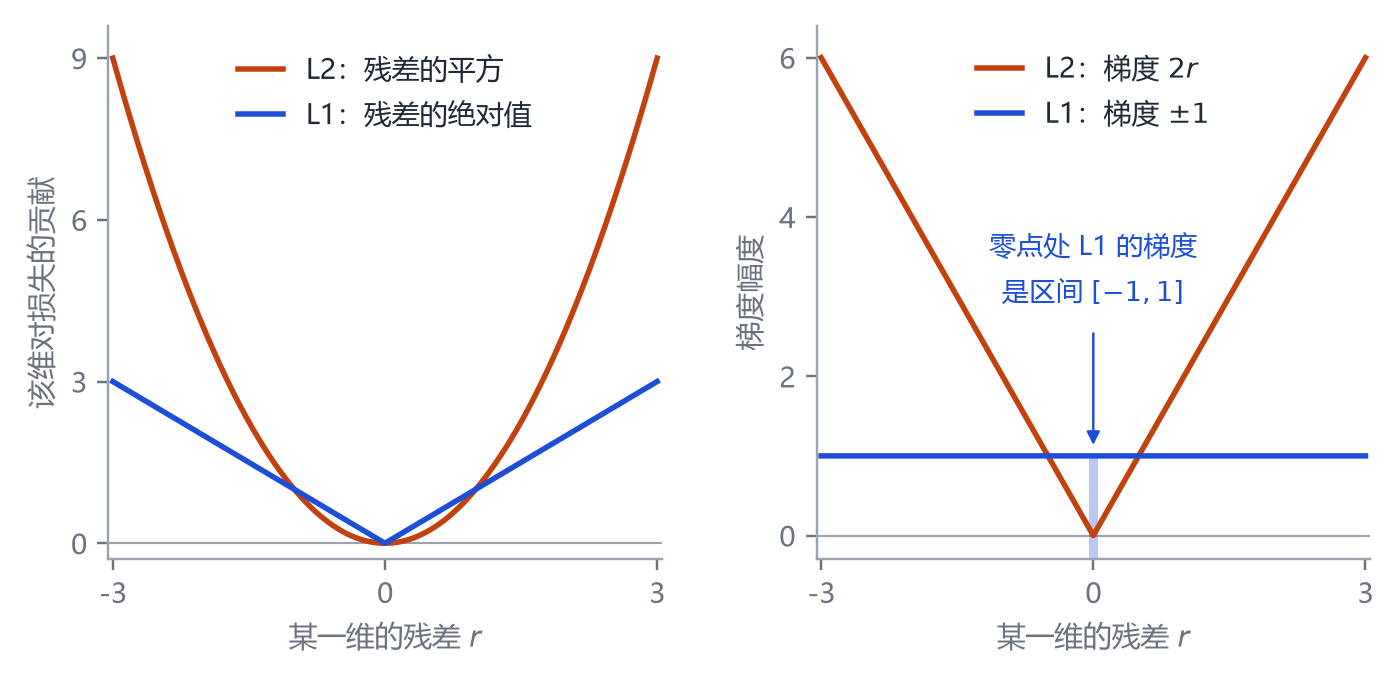 9
6
3
0
-3
0
3
该维对损失的贡献
某一维的残差 r
L2：残差的平方
L1：残差的绝对值
6
4
2
0
-3
0
3
梯度幅度
某一维的残差 r
L2：梯度 2r
L1：梯度 ±1
零点处 L1 的梯度
是区间 [−1, 1]